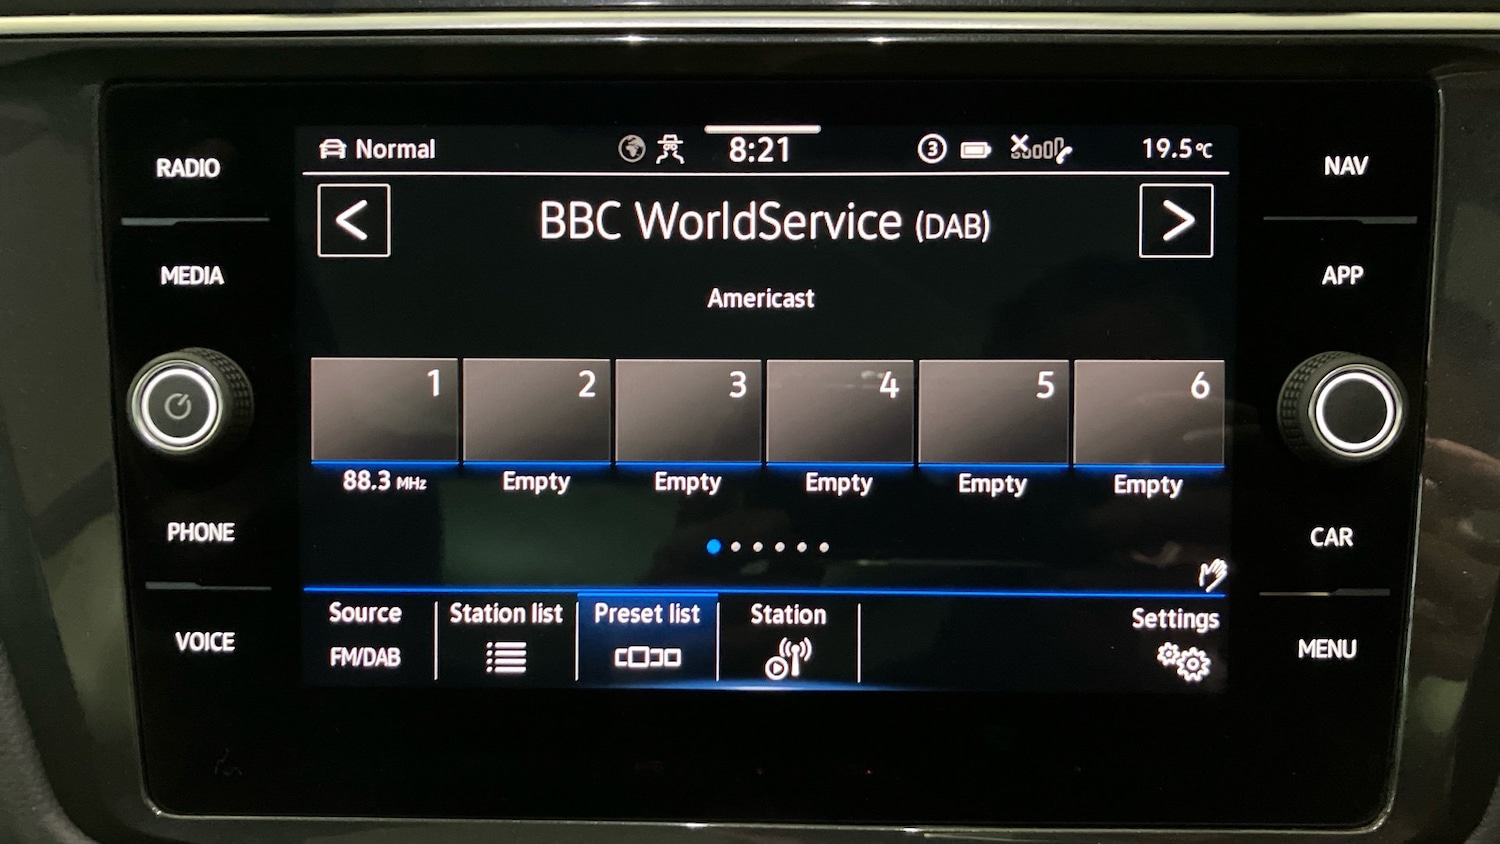 RADIO
MEDIA
PHONE
VOICE
Normal
8:21
3
19.5°C
BBC WorldService (DAB)
Americast
1
2
3
4
5
6
88.3 MHz
Empty
Empty
Empty
Empty
Empty
Source
FM/DAB
Station list
Preset list
Station
Settings
NAV
APP
CAR
MENU